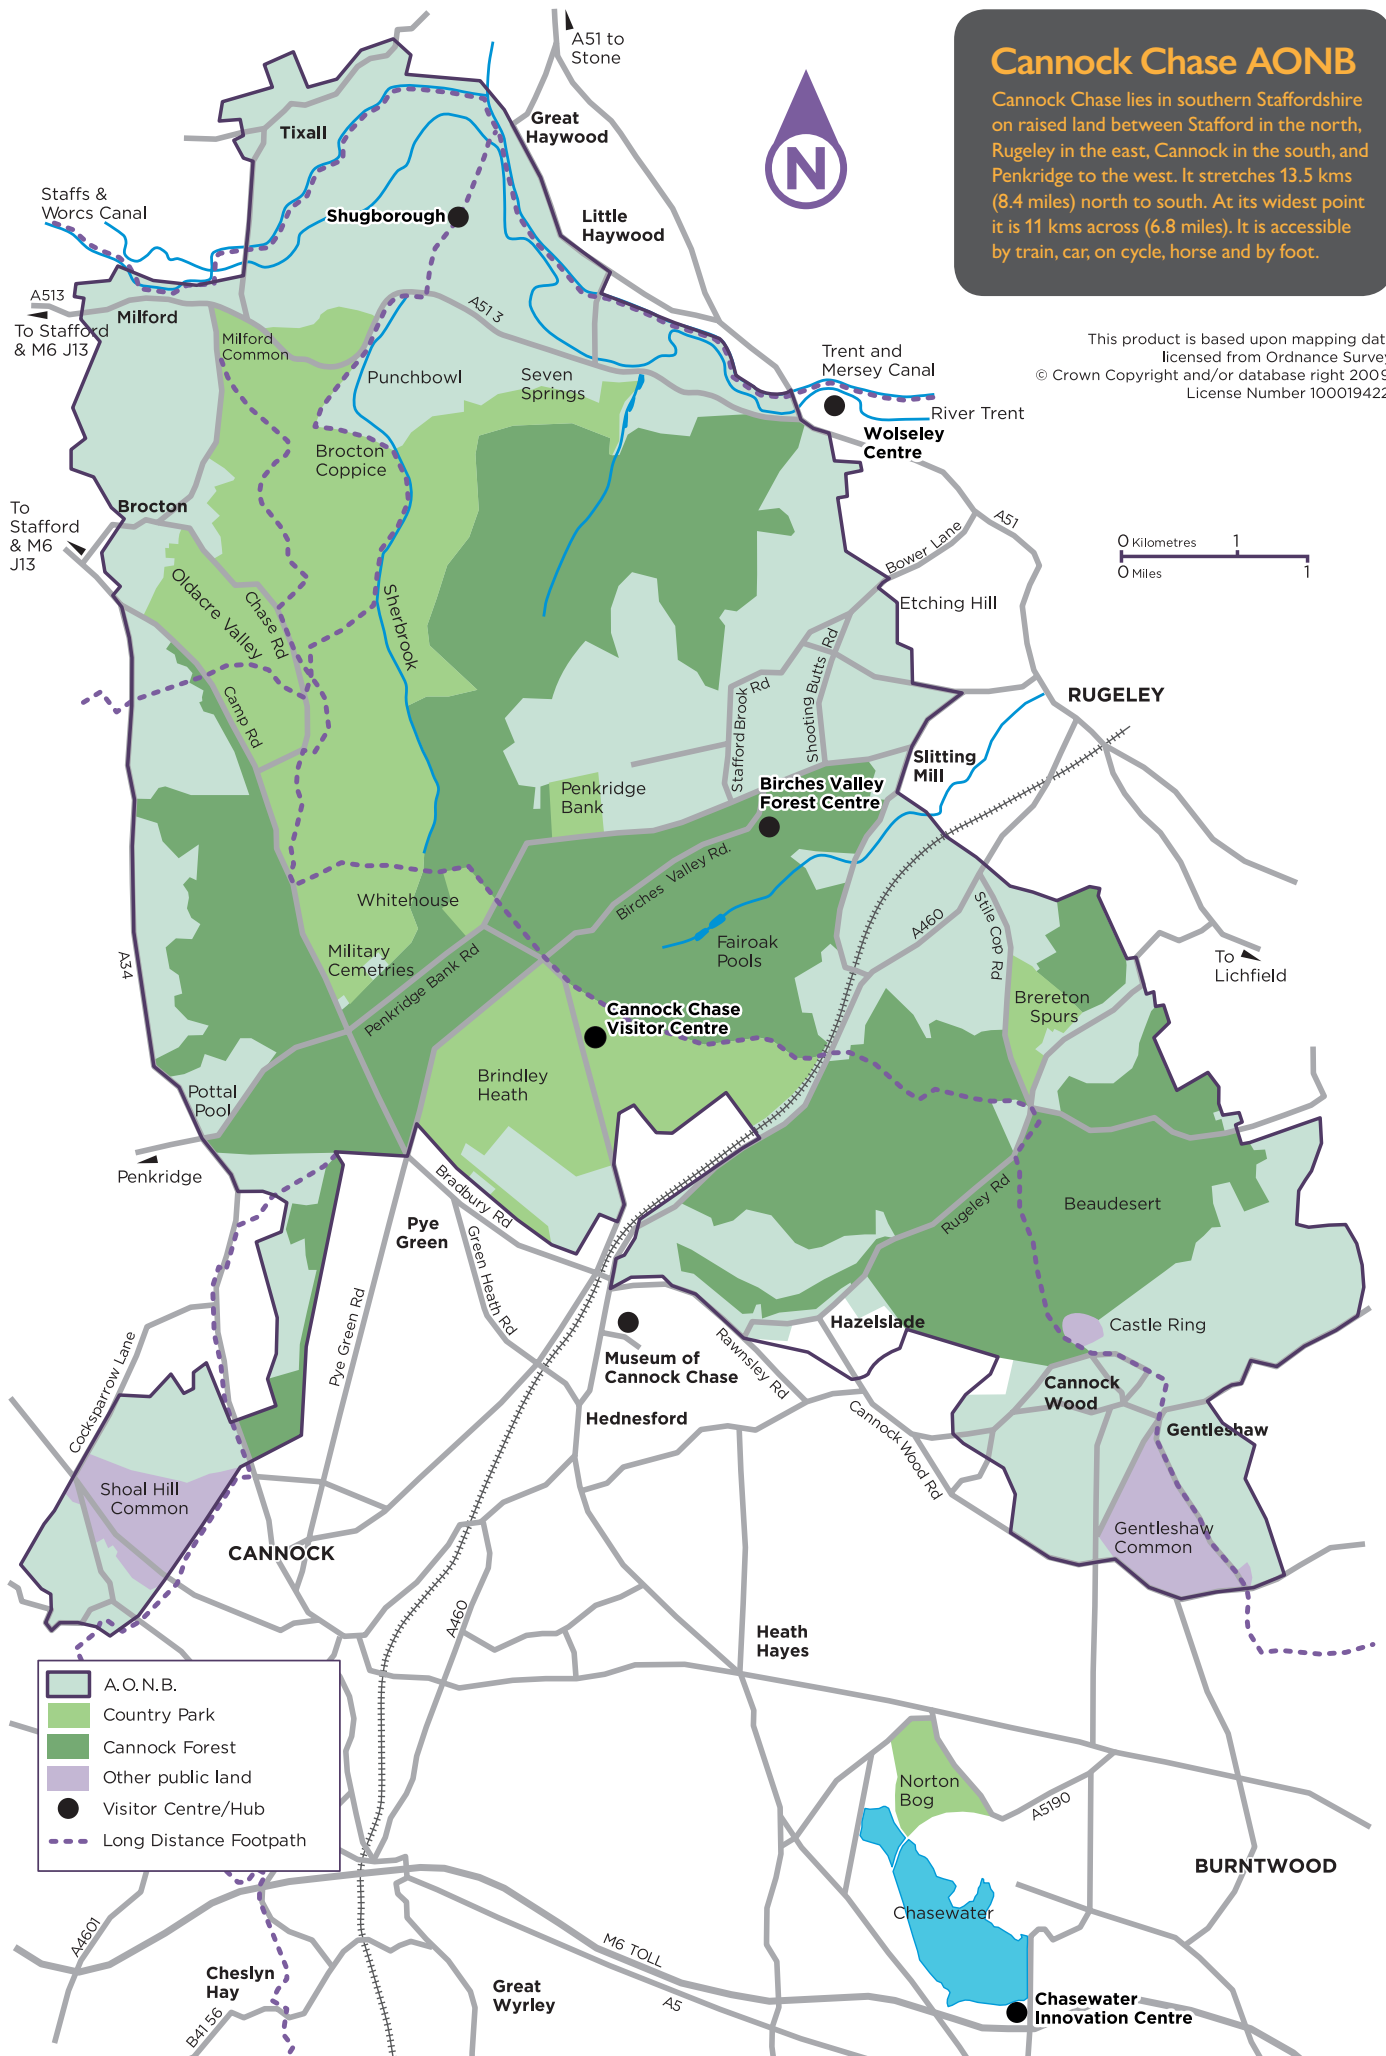 Cannock Chase AONB
Cannock Chase lies in southern Staffordshire
on raised land between Stafford in the north,
Rugeley in the east, Cannock in the south, and
Penkridge to the west. It stretches 13.5 kms
(8.4 miles) north to south. At its widest point
it is 11 kms across (6.8 miles). It is accessible
by train, car, on cycle, horse and by foot.
This product is based upon mapping dat
licensed from Ordnance Survey
© Crown Copyright and/or database right 2009
License Number 100019422
N
A51 to
Stone
Great
Haywood
Tixall
Staffs &
Worcs Canal
Shugborough
Little
Haywood
A513
To Stafford
& M6 J13
Milford
Milford
Common
A51 3
Punchbowl
Seven
Springs
Trent and
Mersey Canal
River Trent
Wolseley
Centre
Brocton
Coppice
Brocton
To
Stafford
& M6
J13
A51
Bower Lane
0 Kilometres 1
0 Miles 1
Etching Hill
Oldacre Valley
Chase Rd
Sherbrook
Camp Rd
Stafford Brook Rd
Shooting Butts Rd
RUGELEY
Slitting
Mill
Penkridge
Bank
Birches Valley
Forest Centre
Birches Valley Rd.
Whitehouse
Military
Cemetries
Penkridge Bank Rd
Fairoak
Pools
A460
Stile Cop Rd
A34
To
Lichfield
Brereton
Spurs
Cannock Chase
Visitor Centre
Brindley
Heath
Pottal
Pool
Penkridge
Bradbury Rd
Pye
Green
Green Heath Rd
Pye Green Rd
Rugeley Rd
Beaudesert
Castle Ring
Hazelslade
Museum of
Cannock Chase
Rawnsley Rd
Cannock
Wood
Cocksparrow Lane
Hednesford
Cannock Wood Rd
Gentleshaw
Shoal Hill
Common
Gentleshaw
Common
CANNOCK
A460
Heath
Hayes
A.O.N.B.
Country Park
Cannock Forest
Other public land
Visitor Centre/Hub
Long Distance Footpath
Norton
Bog
A5190
BURNTWOOD
Chasewater
A4601
M6 TOLL
Cheslyn
Hay
Great
Wyrley
A5
B41 56
Chasewater
Innovation Centre